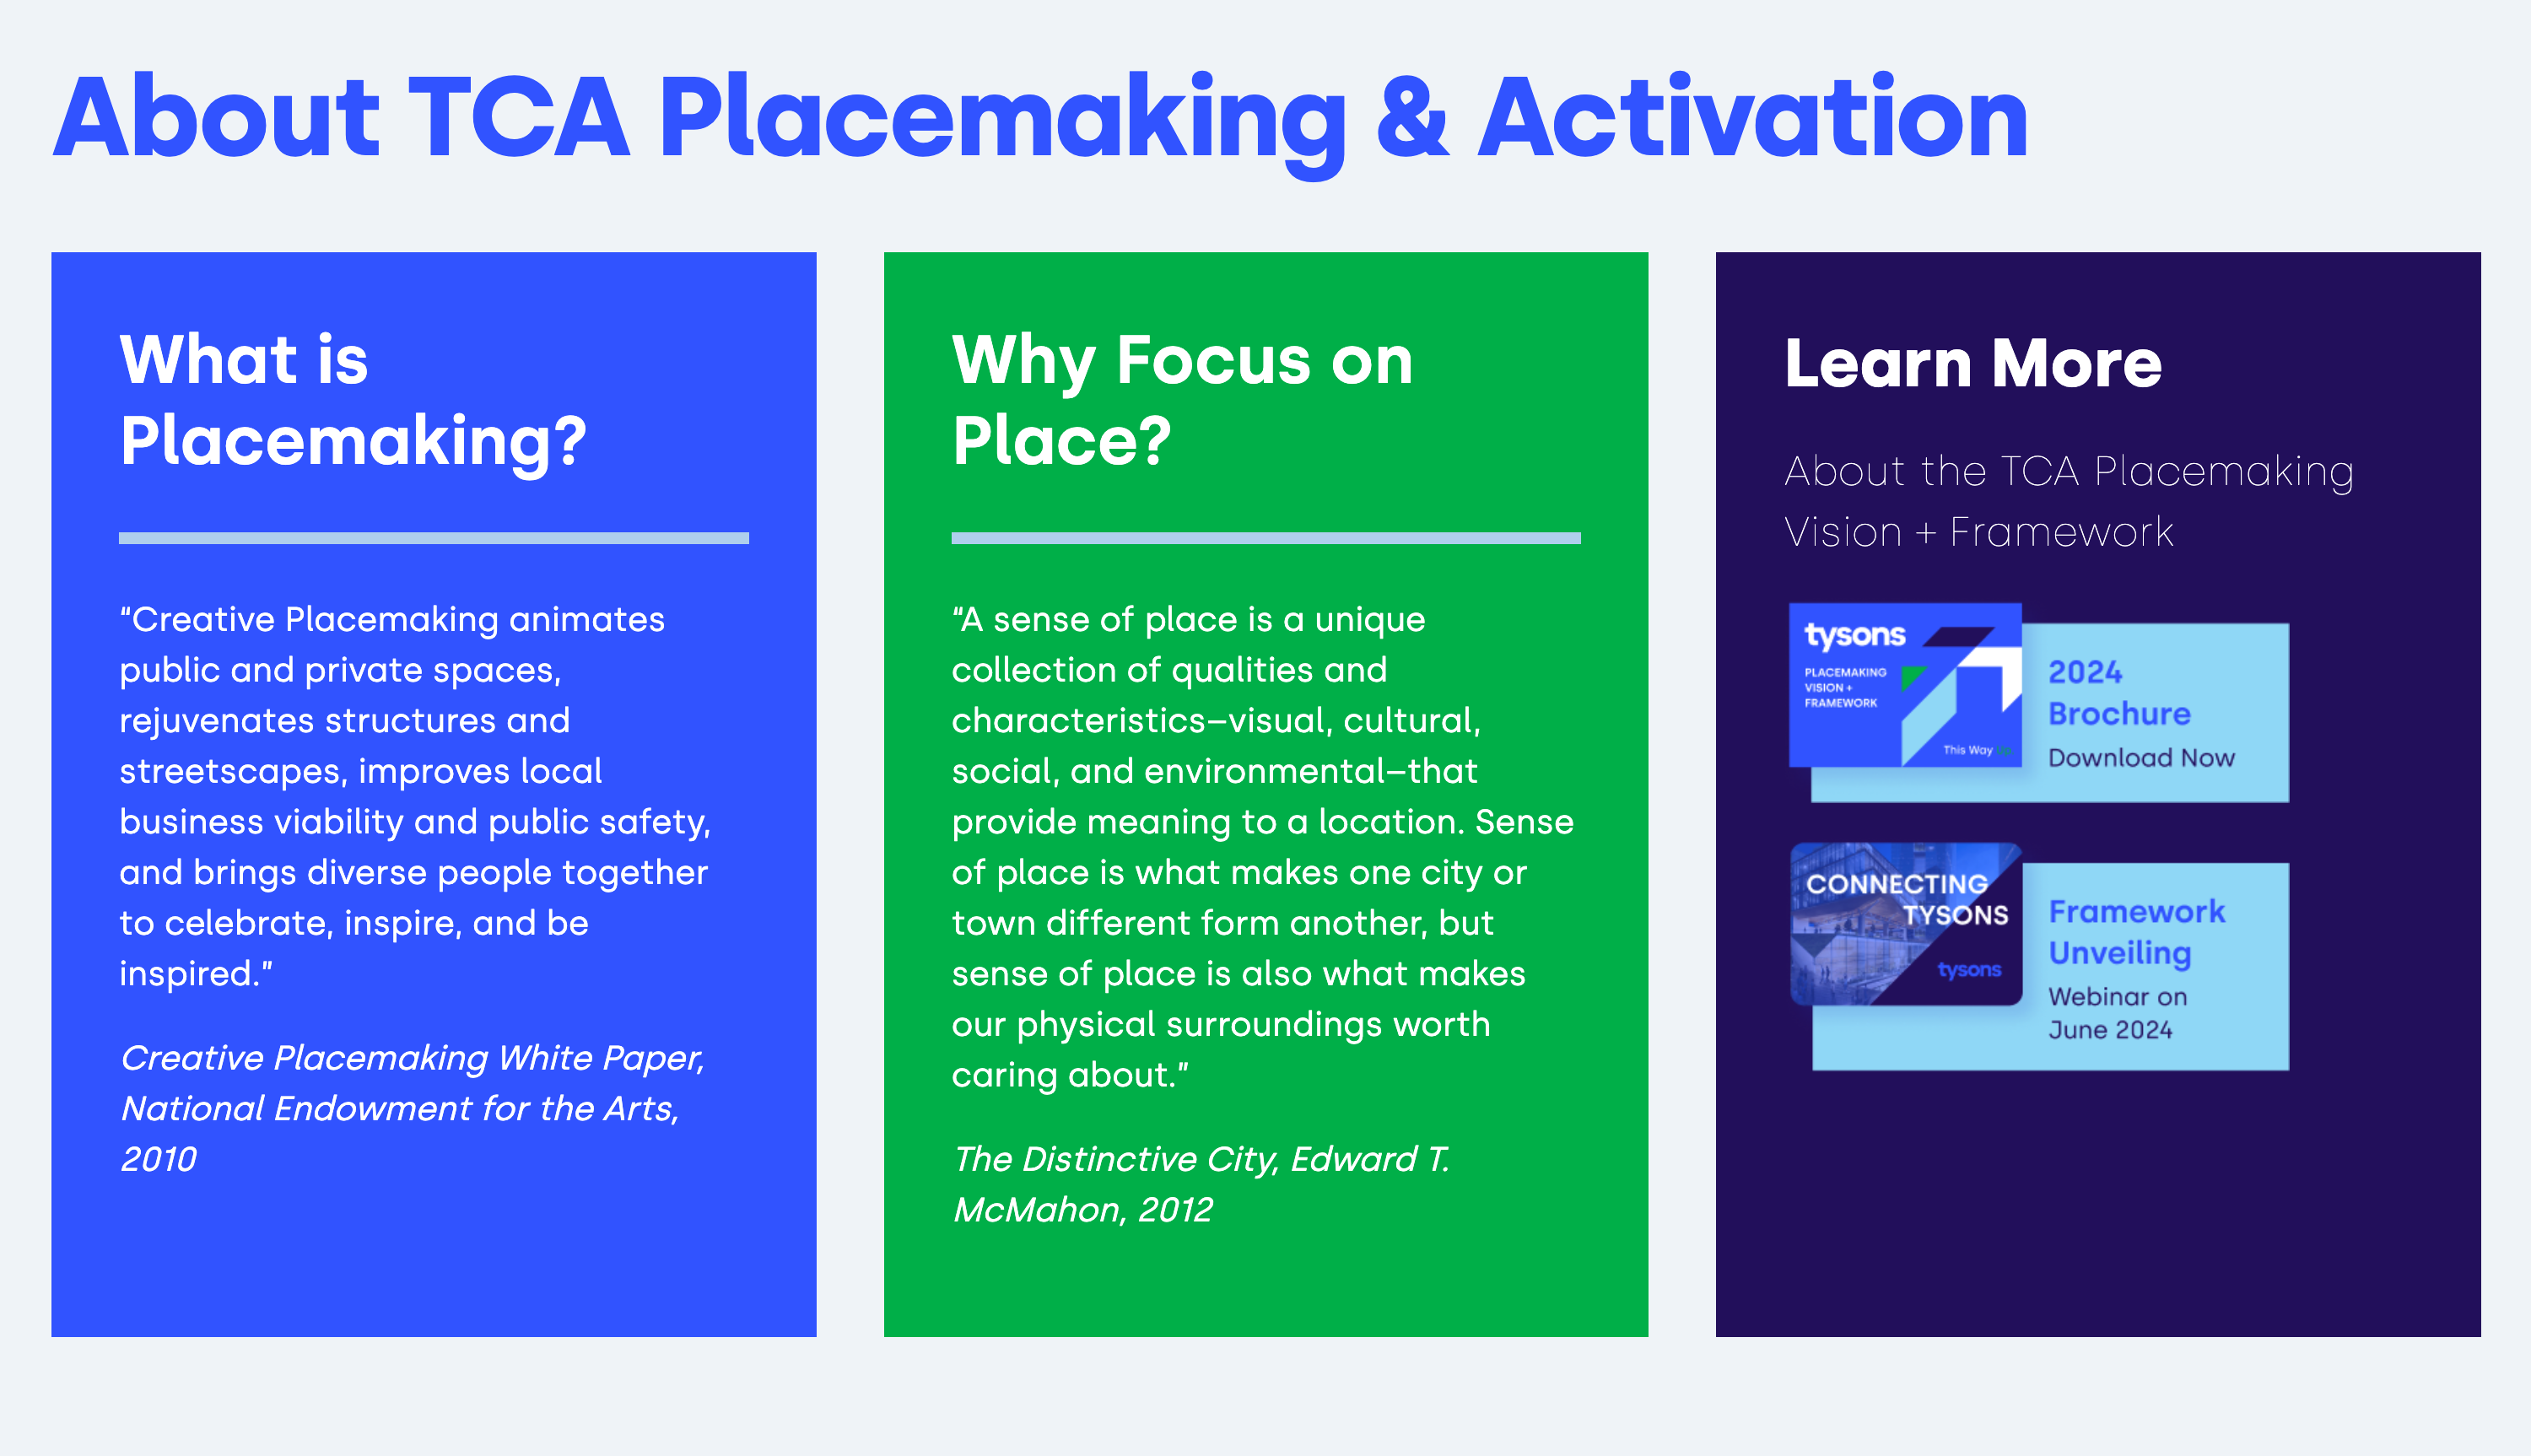 About TCA Placemaking & Activation
What is
Placemaking?
“Creative Placemaking animates
public and private spaces,
rejuvenates structures and
streetscapes, improves local
business viability and public safety,
and brings diverse people together
to celebrate, inspire, and be
inspired.”
Creative Placemaking White Paper,
National Endowment for the Arts,
2010
Why Focus on
Place?
“A sense of place is a unique
collection of qualities and
characteristics–visual, cultural,
social, and environmental–that
provide meaning to a location. Sense
of place is what makes one city or
town different form another, but
sense of place is also what makes
our physical surroundings worth
caring about.”
The Distinctive City, Edward T.
McMahon, 2012
Learn More
About the TCA Placemaking
Vision + Framework
tysons
PLACEMAKING
VISION +
FRAMEWORK
This Way Up
2024
Brochure
Download Now
CONNECTING
TYSONS
tysons
Framework
Unveiling
Webinar on
June 2024